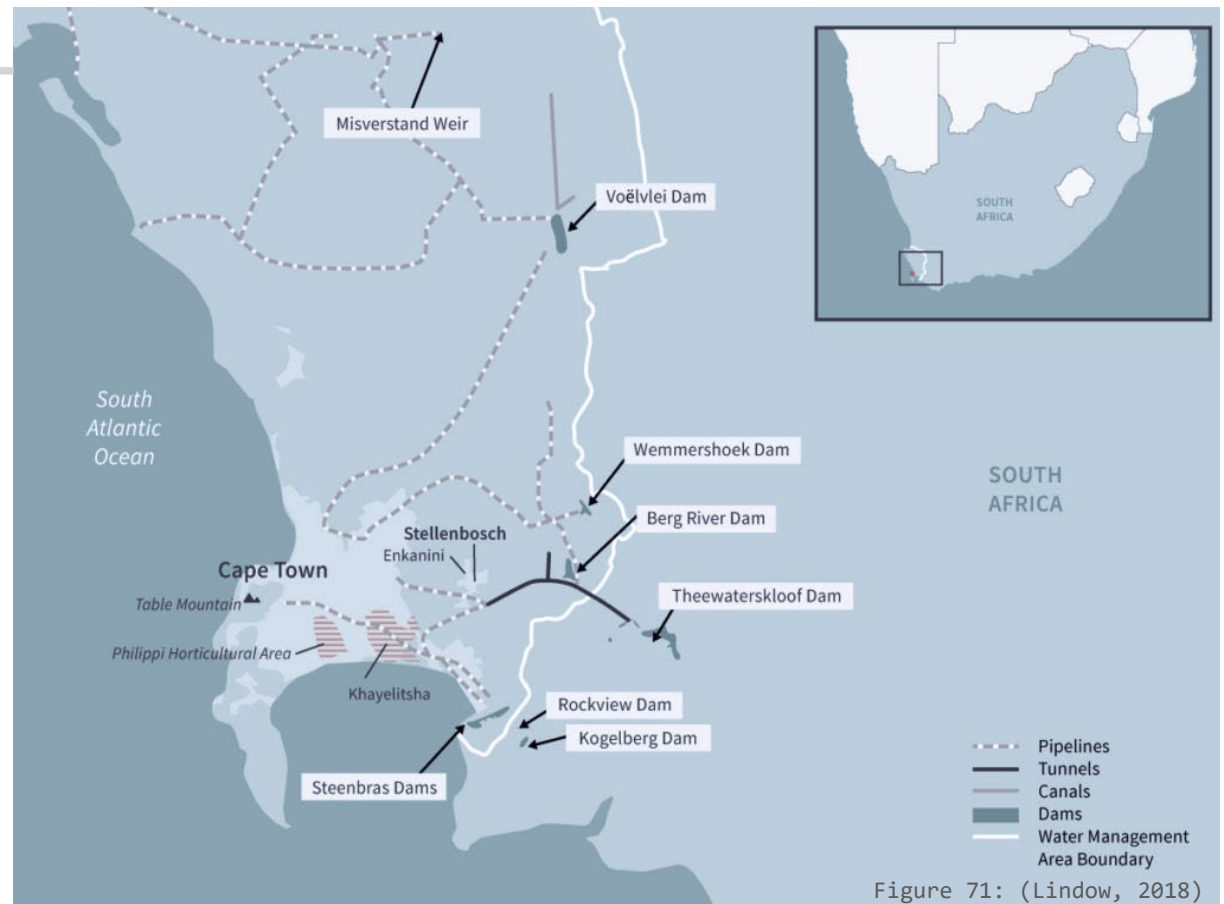 Misverstand Weir
Voëlvlei Dam
SOUTH
AFRICA
South
Atlantic
Ocean
Wemmershoek Dam
SOUTH
AFRICA
Berg River Dam
Stellenbosch
Enkanini
Cape Town
Table Mountain
Theewaterskloof Dam
Philippi Horticultural Area
Khayelitsha
Rockview Dam
Kogelberg Dam
Steenbras Dams
Pipelines
Tunnels
Canals
Dams
Water Management
Area Boundary
Figure 71: (Lindow, 2018)